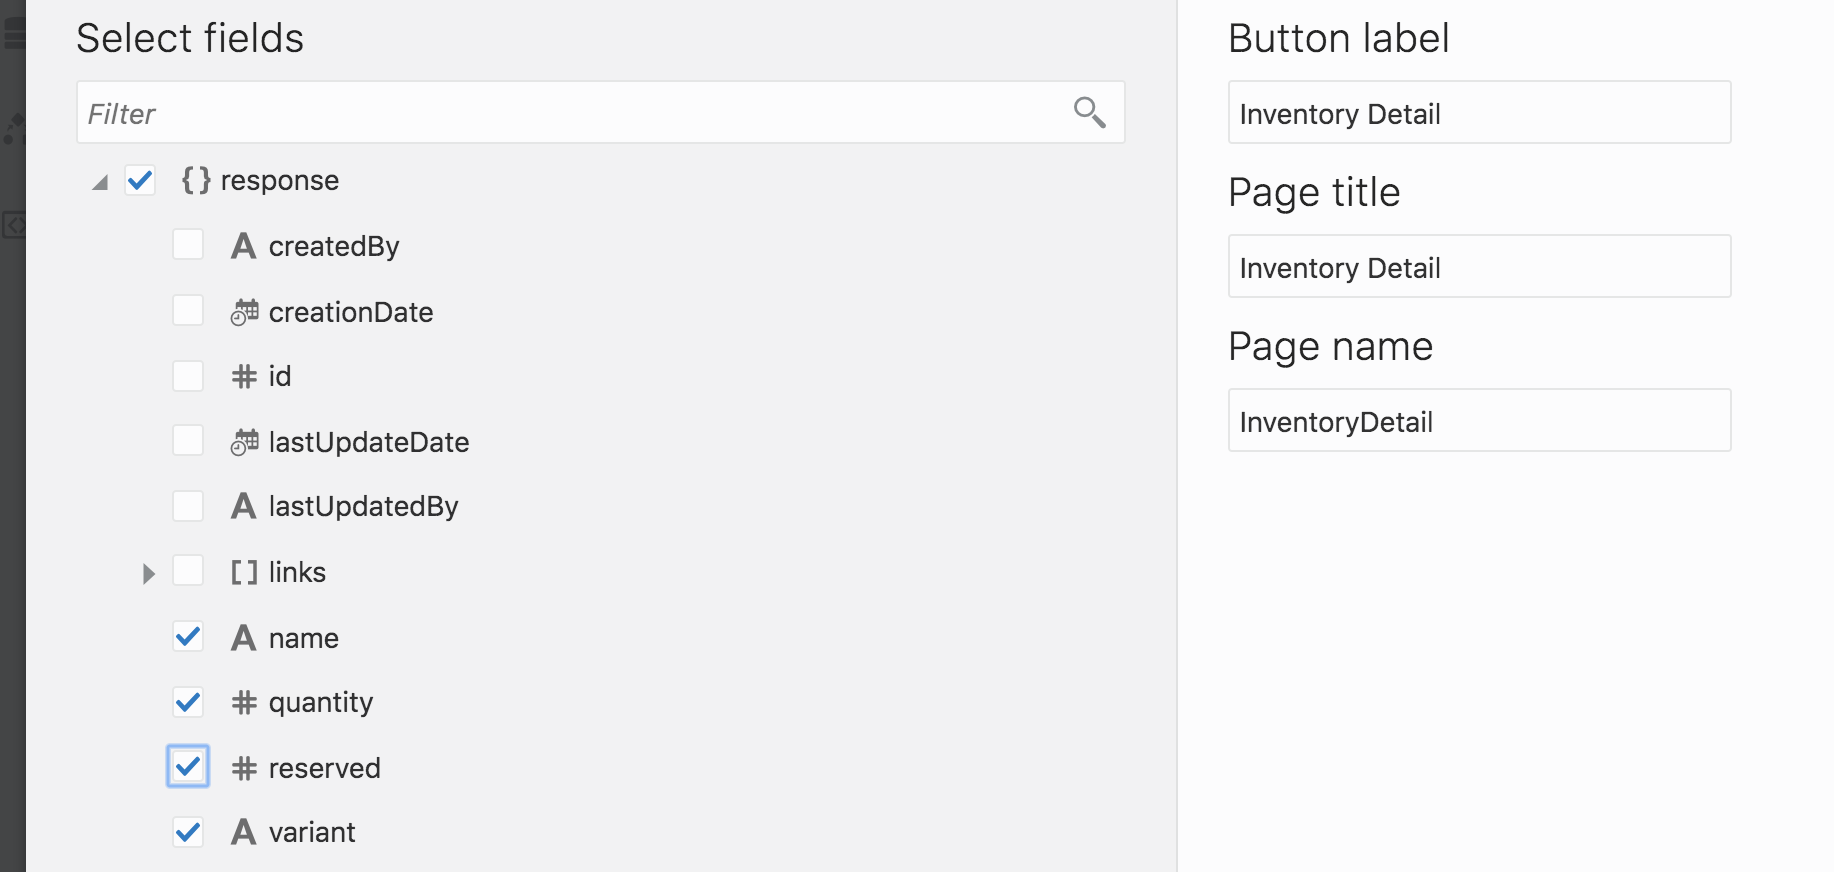 Select fields
Filter
{} response
A createdBy
creationDate
# id
lastUpdateDate
A lastUpdatedBy
[] links
A name
# quantity
# reserved
A variant
Button label
Inventory Detail
Page title
Inventory Detail
Page name
InventoryDetail